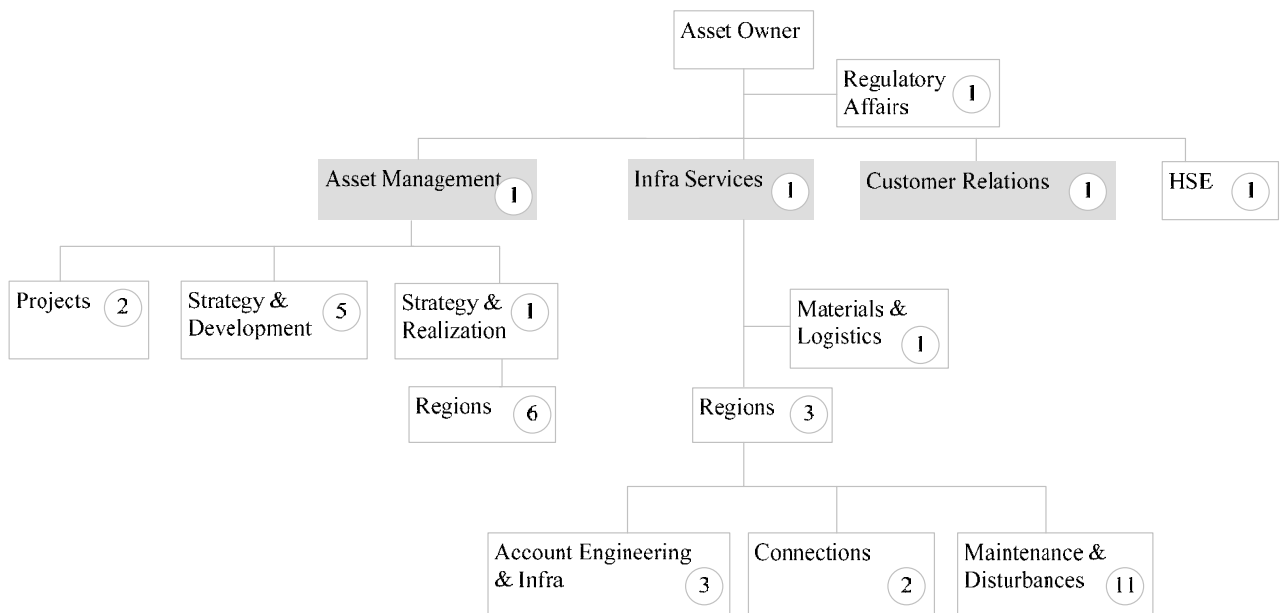 Asset Owner
Regulatory
Affairs
1
Asset Management
1
Infra Services
1
Customer Relations
1
HSE
1
Projects
2
Strategy &
Development
5
Strategy &
Realization
1
Materials &
Logistics
1
Regions
6
Regions
3
Account Engineering
& Infra
3
Connections
2
Maintenance &
Disturbances
11